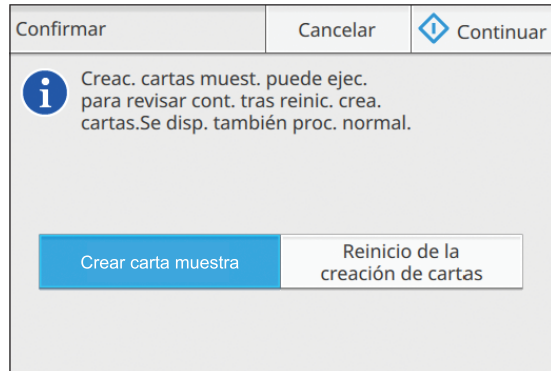 Confirmar
Cancelar
Continuar
Creac. cartas muest. puede ejec.
para revisar cont. tras reinic. crea.
cartas.Se disp. también proc. normal.
Crear carta muestra
Reinicio de la
creación de cartas